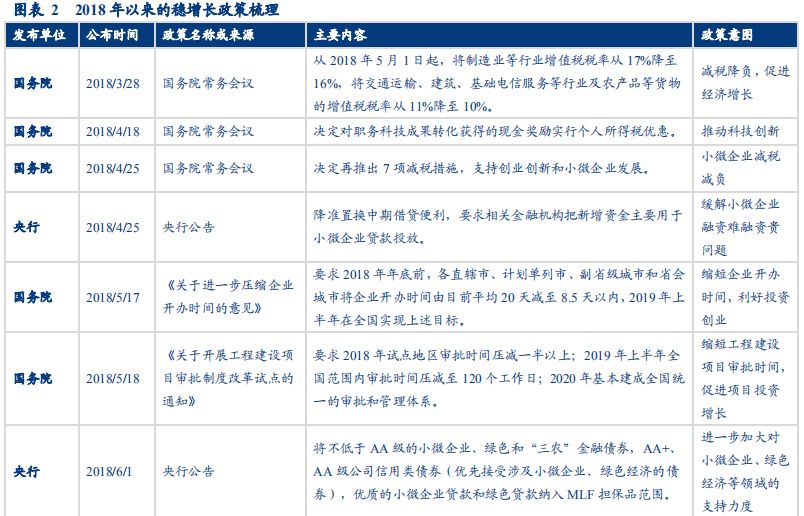 图表 2 2018 年以来的稳增长政策梳理
发布单位 公布时间 政策名称或来源 主要内容 政策意图
国务院 2018/3/28 国务院常务会议
从 2018 年 5 月 1 日起，将制造业等行业增值税税率从 17%降至
16%，将交通运输、建筑、基础电信服务等行业及农产品等货物
的增值税税率从 11%降至 10%。
减税降负，促进
经济增长
国务院 2018/4/18 国务院常务会议 决定对职务科技成果转化获得的现金奖励实行个人所得税优惠。 推动科技创新
国务院 2018/4/25 国务院常务会议 决定再推出 7 项减税措施，支持创业创新和小微企业发展。
小微企业减税
减负
央行 2018/4/25 央行公告
降准置换中期借贷便利，要求相关金融机构把新增资金主要用于
小微企业贷款投放。
缓解小微企业
融资难融资贵
问题
国务院 2018/5/17
《关于进一步压缩企业
开办时间的意见》
要求 2018 年年底前，各直辖市、计划单列市、副省级城市和省会
城市将企业开办时间由目前平均 20 天减至 8.5 天以内，2019 年上
半年在全国实现上述目标。
缩短企业开办
时间，利好投资
创业
国务院 2018/5/18
《关于开展工程建设项
目审批制度改革试点的
通知》
要求 2018 年试点地区审批时间压减一半以上；2019 年上半年全
国范围内审批时间压减至 120 个工作日；2020 年基本建成全国统
一的审批和管理体系。
缩短工程建设
项目审批时间，
促进项目投资
增长
央行 2018/6/1 央行公告
将不低于 AA 级的小微企业、绿色和“三农”金融债券，AA+、
AA 级公司信用类债券（优先接受涉及小微企业、绿色经济的债
券），优质的小微企业贷款和绿色贷款纳入 MLF 担保品范围。
进一步加大对
小微企业、绿色
经济等领域的
支持力度